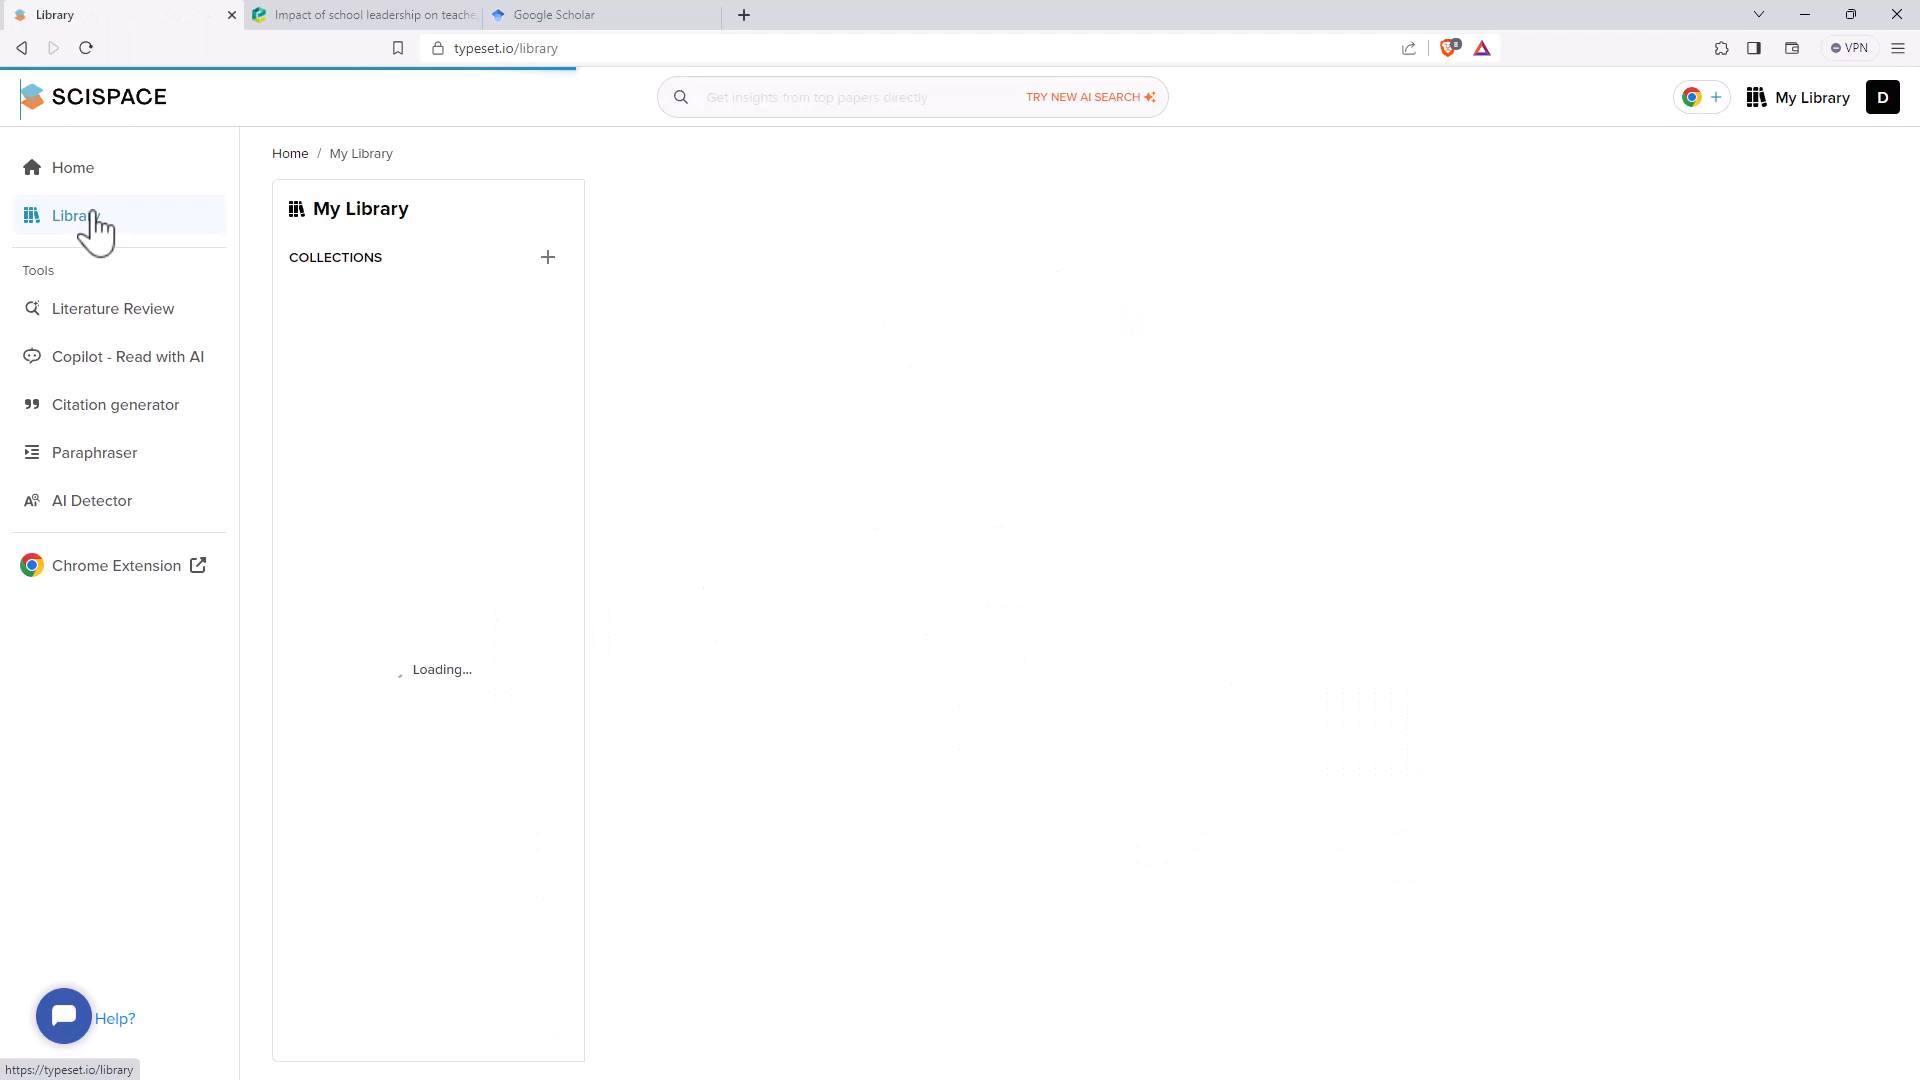 Library
Impact of school leadership on teache
Google Scholar
typeset.io/library
8
VPN
SCISPACE
Get insights from top papers directly
TRY NEW AI SEARCH
My Library
D
Home
Library
Tools
Literature Review
Copilot - Read with AI
Citation generator
Paraphraser
AI Detector
Chrome Extension
Home / My Library
My Library
COLLECTIONS
Loading...
Help?
https://typeset.io/library